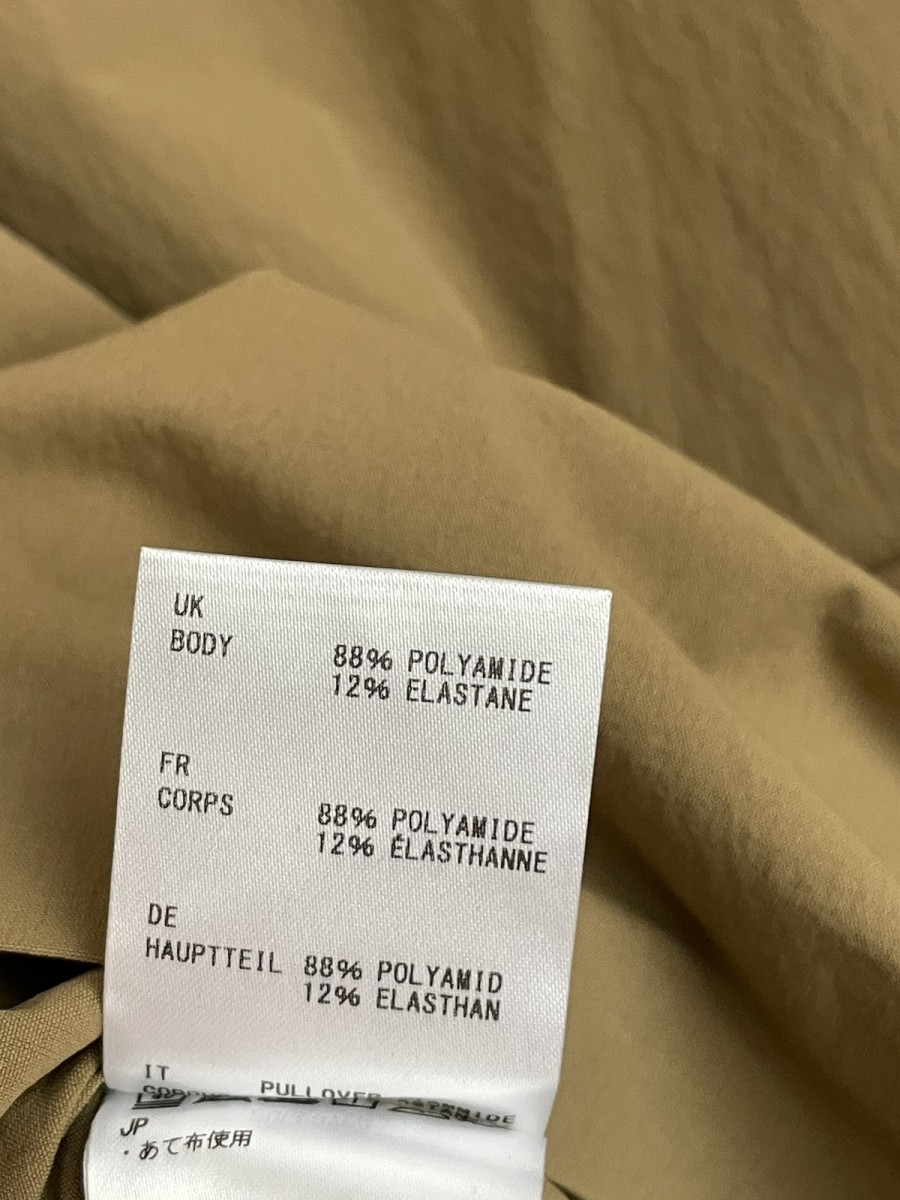 UK
BODY 88% POLYAMIDE
12% ELASTANE
FR
CORPS 88% POLYAMIDE
12% ÉLASTHANNE
DE
HAUPTTEIL 88% POLYAMID
12% ELASTHAN
IT
PULLOVER
JP
・あて布使用